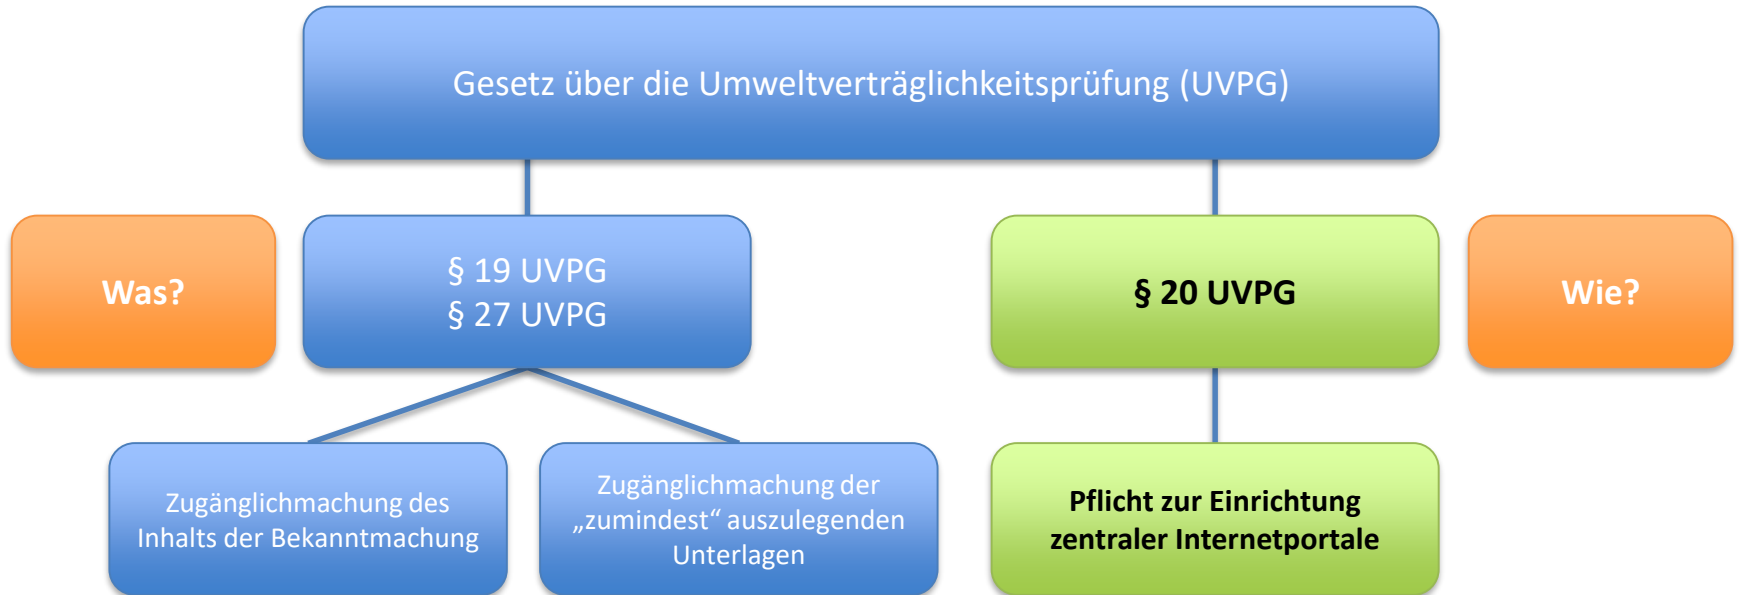 Gesetz über die Umweltverträglichkeitsprüfung (UVPG)
Was?
§ 19 UVPG
§ 27 UVPG
§ 20 UVPG
Wie?
Zugänglichmachung des
Inhalts der Bekanntmachung
Zugänglichmachung der
„zumindest“ auszulegenden
Unterlagen
Pflicht zur Einrichtung
zentraler Internetportale